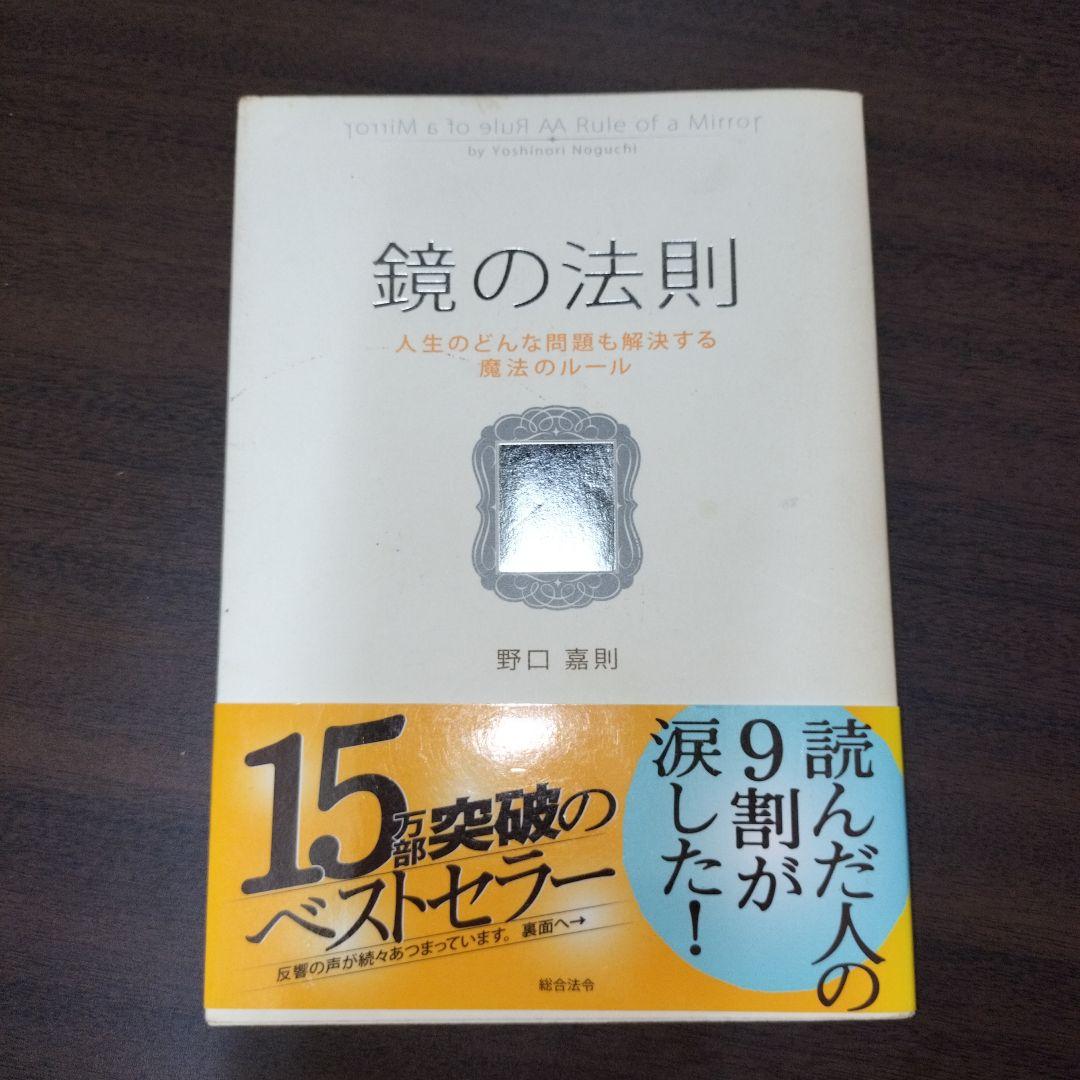 A Rule of a Mirror A Rule of a Mirror
by Yoshinori Noguchi
鏡の法則
人生のどんな問題も解決する
魔法のルール
野口 嘉則
読んだ人の
9割が
涙した!
15万部突破の
ベストセラー
反響の声が続々あつまっています。裏面へ→
総合法令